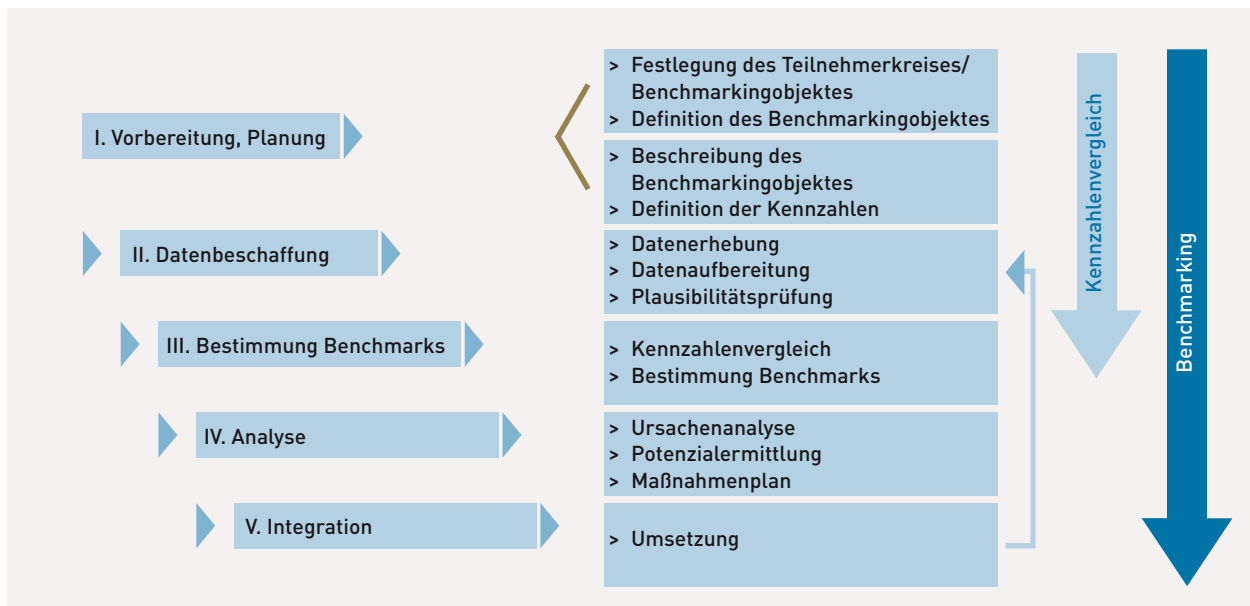 I. Vorbereitung, Planung
> Festlegung des Teilnehmerkreises/
Benchmarkingobjektes
> Definition des Benchmarkingobjektes
> Beschreibung des
Benchmarkingobjektes
> Definition der Kennzahlen
II. Datenbeschaffung
> Datenerhebung
> Datenaufbereitung
> Plausibilitätsprüfung
III. Bestimmung Benchmarks
> Kennzahlenvergleich
> Bestimmung Benchmarks
IV. Analyse
> Ursachenanalyse
> Potenzialermittlung
> Maßnahmenplan
V. Integration
> Umsetzung
Kennzahlenvergleich
Benchmarking